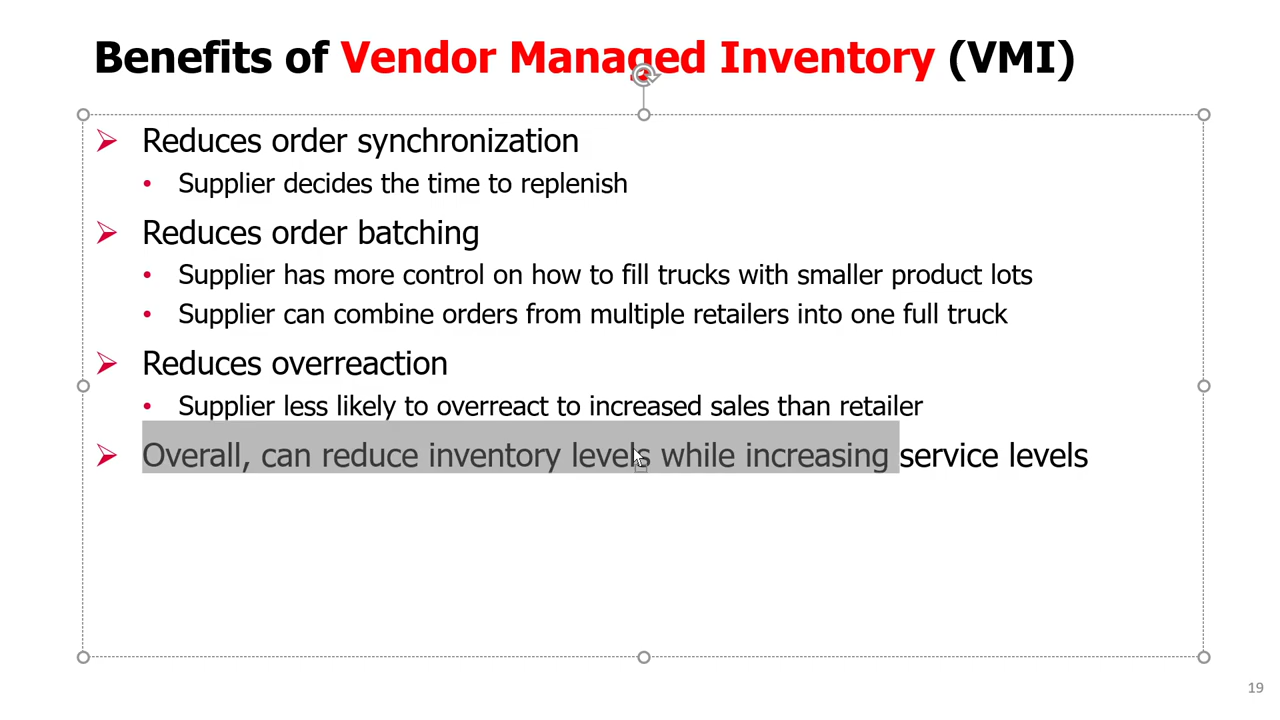 Benefits of Vendor Managed Inventory (VMI)
➢ Reduces order synchronization
• Supplier decides the time to replenish
➢ Reduces order batching
• Supplier has more control on how to fill trucks with smaller product lots
• Supplier can combine orders from multiple retailers into one full truck
➢ Reduces overreaction
• Supplier less likely to overreact to increased sales than retailer
➢ Overall, can reduce inventory levels while increasing service levels
19